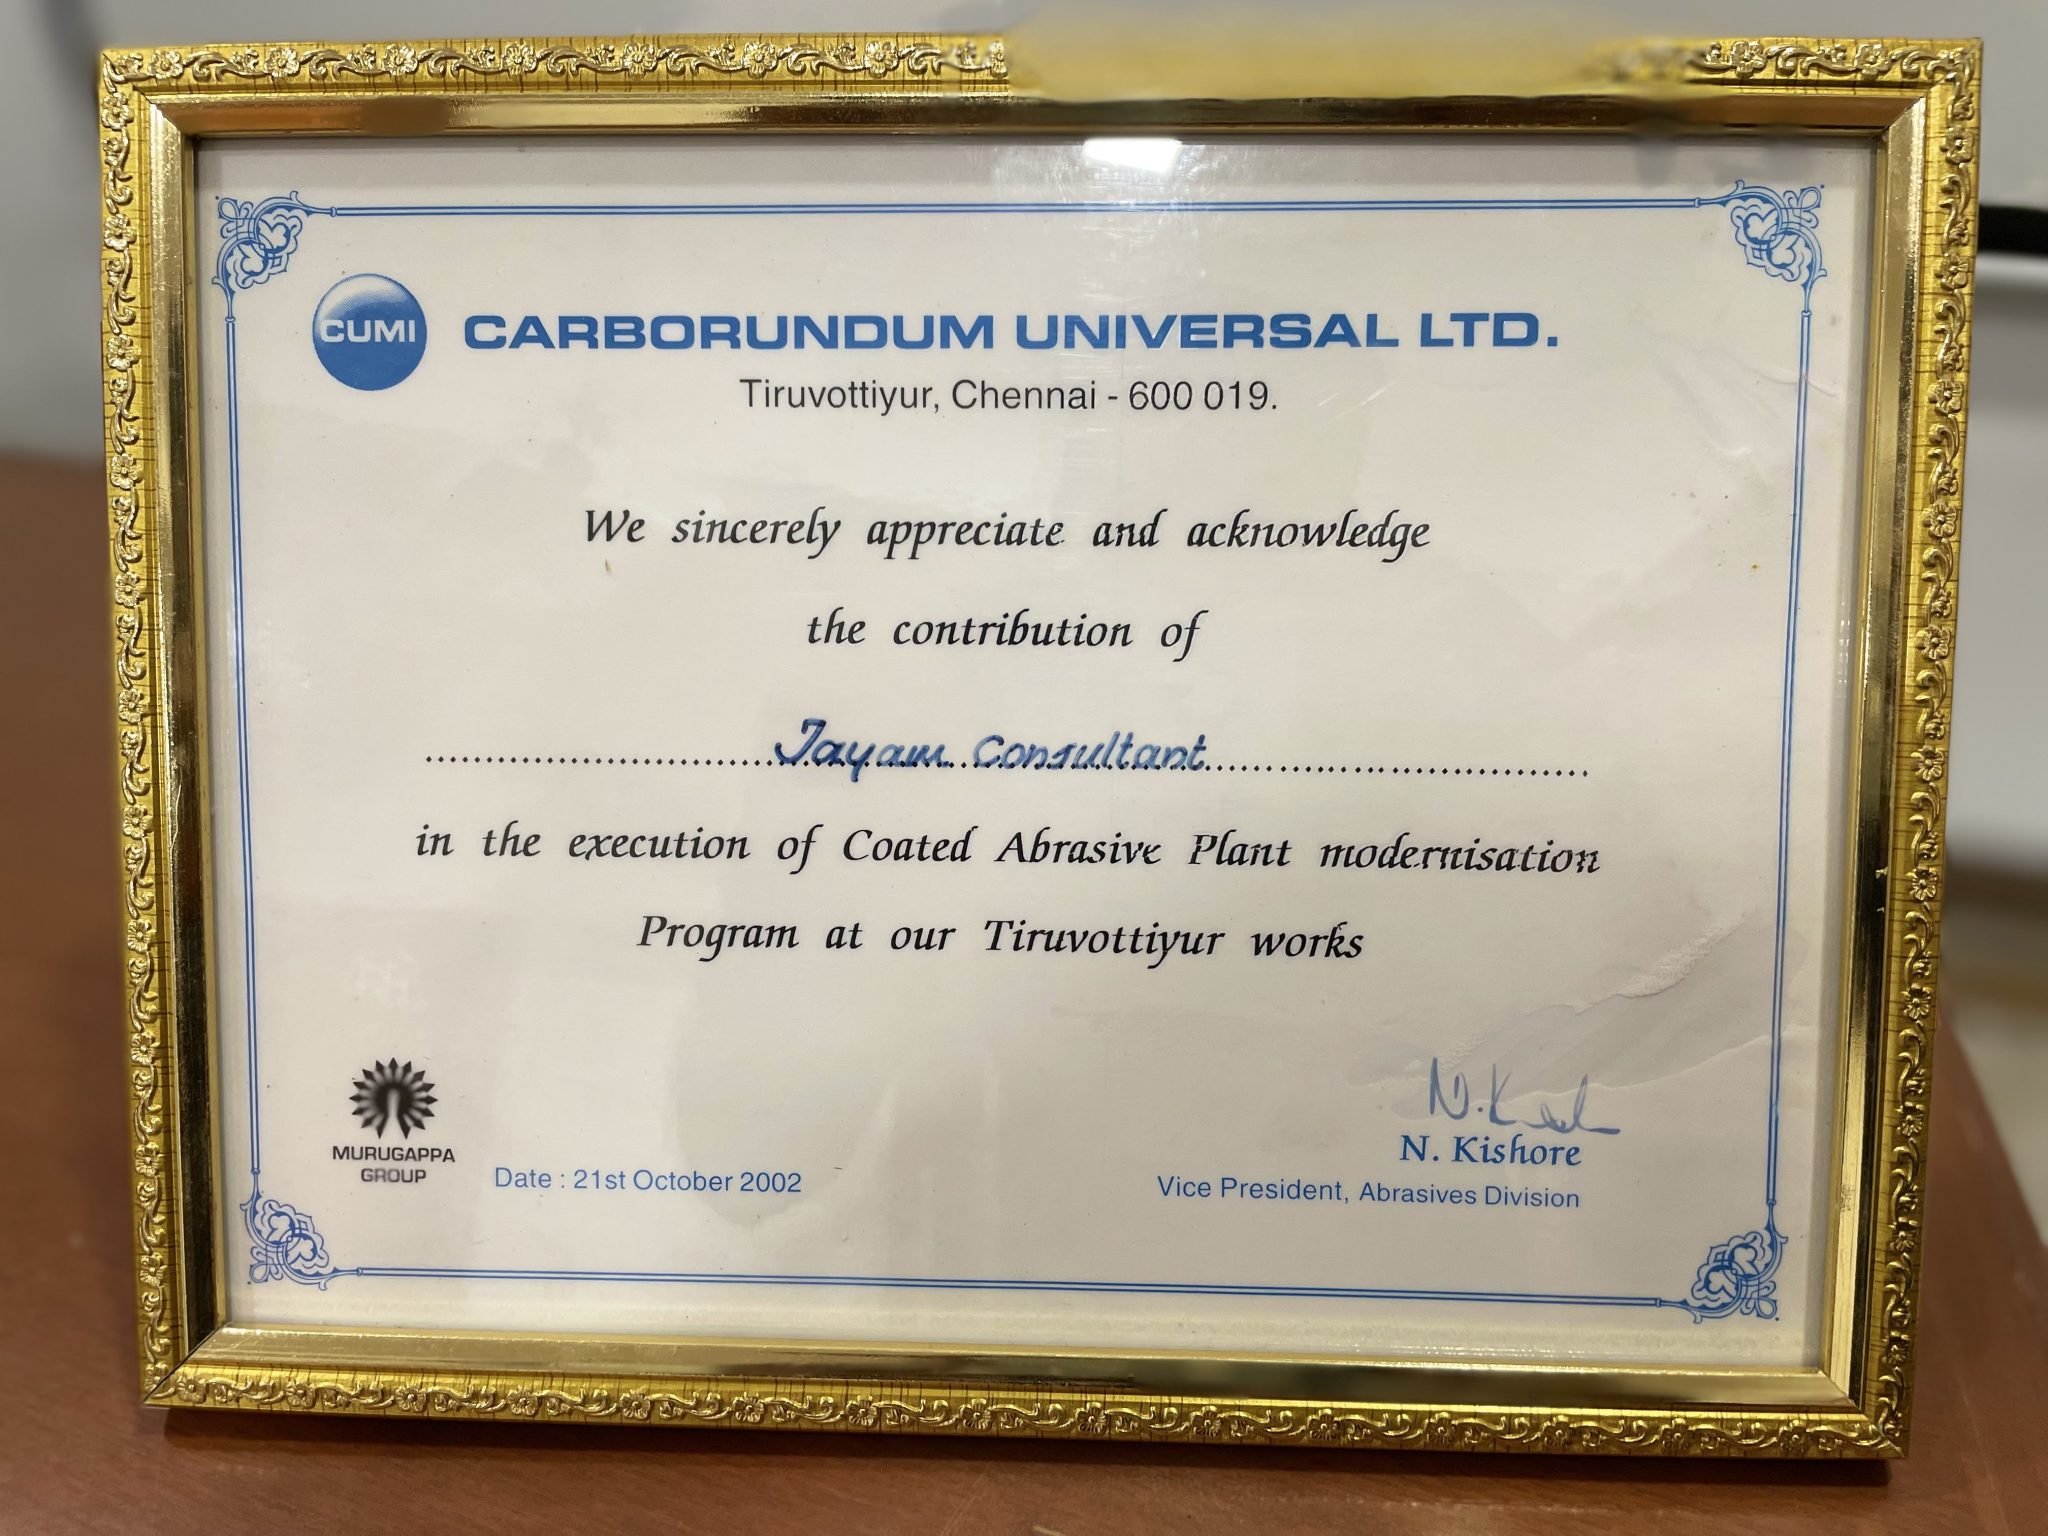 CUMI CARBORUNDUM UNIVERSAL LTD.
Tiruvottiyur, Chennai - 600 019.
We sincerely appreciate and acknowledge
the contribution of
Jayam Consultant
in the execution of Coated Abrasive Plant modernisation
Program at our Tiruvottiyur works
N. Kishore
Vice President, Abrasives Division
MURUGAPPA
GROUP
Date : 21st October 2002